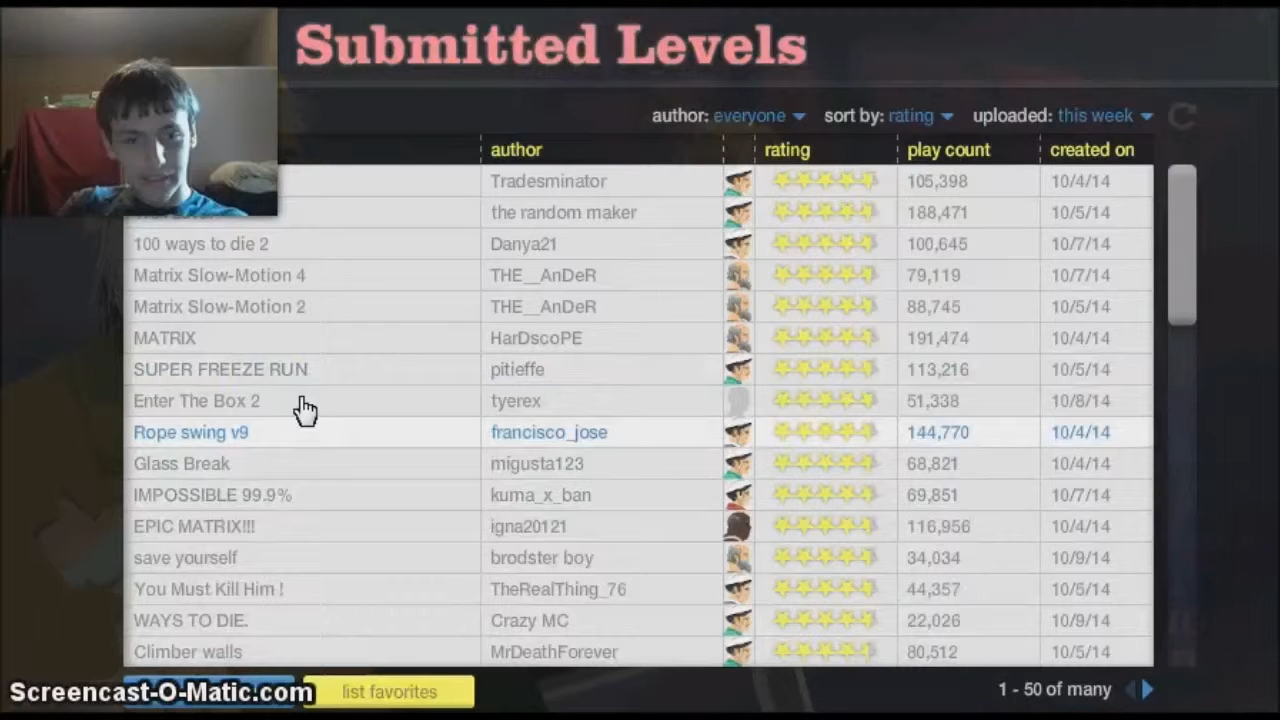 Submitted Levels
author: everyone sort by: rating uploaded: this week
author rating play count created on
Tradesminator 105,398 10/4/14
the random maker 188,471 10/5/14
100 ways to die 2 Danya21 100,645 10/7/14
Matrix Slow-Motion 4 THE__AnDeR 79,119 10/7/14
Matrix Slow-Motion 2 THE__AnDeR 88,745 10/5/14
MATRIX HarDscoPE 191,474 10/4/14
SUPER FREEZE RUN pitieffe 113,216 10/5/14
Enter The Box 2 tyerex 51,338 10/8/14
Rope swing v9 francisco_jose 144,770 10/4/14
Glass Break migusta123 68,821 10/4/14
IMPOSSIBLE 99.9% kuma_x_ban 69,851 10/7/14
EPIC MATRIX!!! igna20121 116,956 10/4/14
save yourself brodster boy 34,034 10/9/14
You Must Kill Him ! TheRealThing_76 44,357 10/5/14
WAYS TO DIE. Crazy MC 22,026 10/9/14
Climber walls MrDeathForever 80,512 10/5/14
Screencast-O-Matic.com list favorites 1 - 50 of many